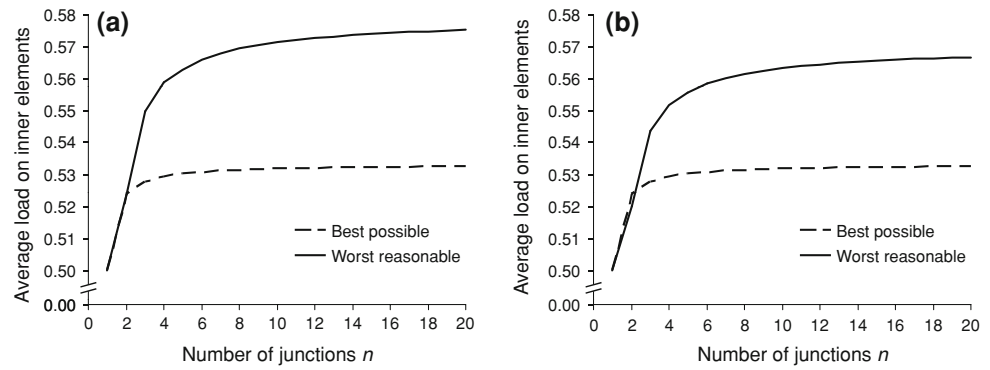 (a)
Average load on inner elements
0.58
0.57
0.56
0.55
0.54
0.53
0.52
0.51
0.50
0.00
Best possible
Worst reasonable
0 2 4 6 8 10 12 14 16 18 20
Number of junctions n
(b)
Average load on inner elements
0.58
0.57
0.56
0.55
0.54
0.53
0.52
0.51
0.50
0.00
Best possible
Worst reasonable
0 2 4 6 8 10 12 14 16 18 20
Number of junctions n